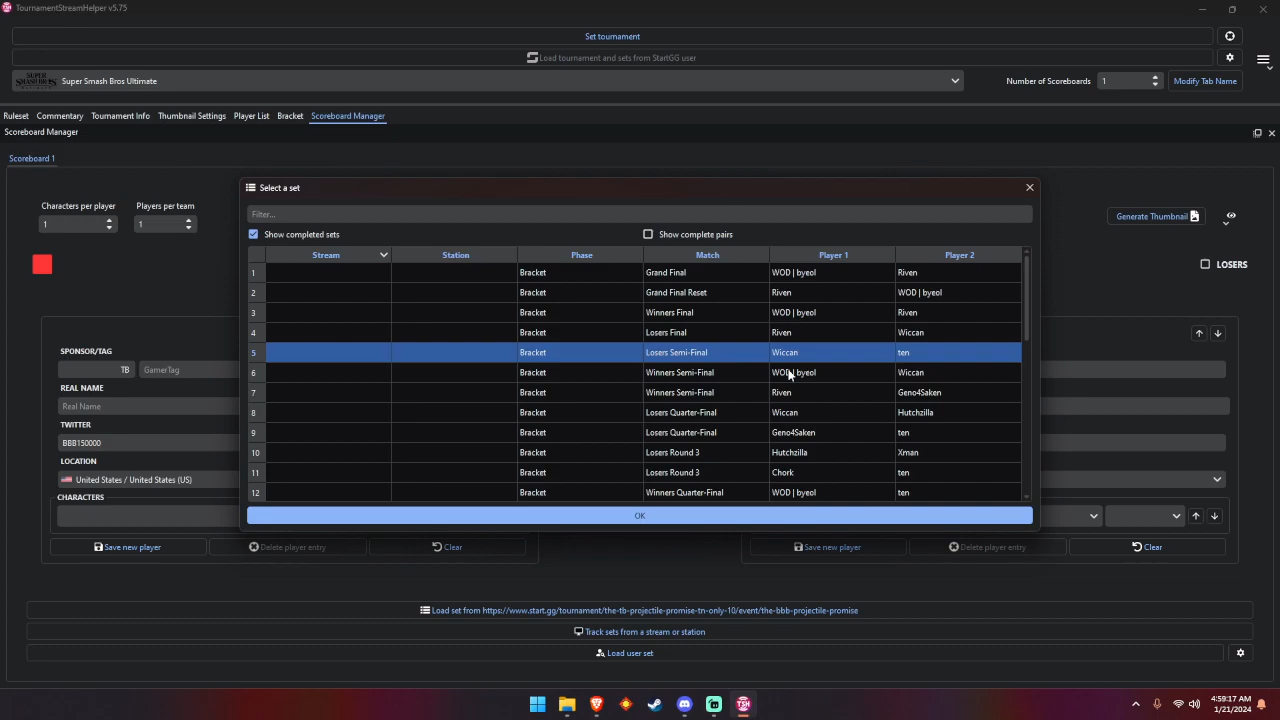 TournamentStreamHelper v5.75
Set tournament
Load tournament and sets from StartGG user
SUPER SMASH BROS ULTIMATE Super Smash Bros Ultimate Number of Scoreboards 1 Modify Tab Name
Ruleset Commentary Tournament Info Thumbnail Settings Player List Bracket Scoreboard Manager
Scoreboard Manager
Scoreboard 1
Select a set
Characters per player Players per team
Filter...
1 1 Generate Thumbnail
Show completed sets Show complete pairs
Stream Station Phase Match Player 1 Player 2
LOSERS
1 Bracket Grand Final WOD | byeol Riven
2 Bracket Grand Final Reset Riven WOD | byeol
3 Bracket Winners Final WOD | byeol Riven
4 Bracket Losers Final Riven Wiccan
5 Bracket Losers Semi-Final Wiccan ten
6 Bracket Winners Semi-Final WOD | byeol Wiccan
7 Bracket Winners Semi-Final Riven Geno4Saken
8 Bracket Losers Quarter-Final Wiccan Hutchzilla
9 Bracket Losers Quarter-Final Geno4Saken ten
10 Bracket Losers Round 3 Hutchzilla Xman
11 Bracket Losers Round 3 Chork ten
12 Bracket Winners Quarter-Final WOD | byeol ten
OK
SPONSOR/TAG
TB GamerTag
REAL NAME
Real Name
TWITTER
BBB150000
LOCATION
United States / United States (US)
CHARACTERS
Save new player Delete player entry Clear Save new player Delete player entry Clear
Load set from https://www.start.gg/tournament/the-tb-projectile-promise-tn-only-10/event/the-bbb-projectile-promise
Track sets from a stream or station
Load user set
TSH
4:59:17 AM
1/21/2024